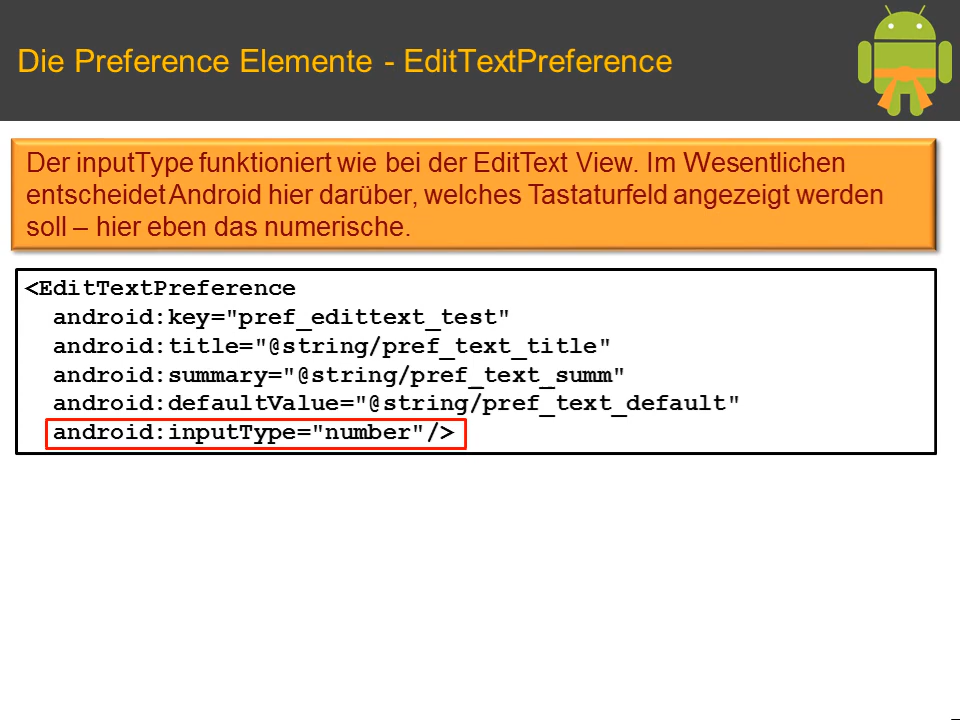 Die Preference Elemente - EditTextPreference
Der inputType funktioniert wie bei der EditText View. Im Wesentlichen
entscheidet Android hier darüber, welches Tastaturfeld angezeigt werden
soll – hier eben das numerische.
<EditTextPreference
android:key="pref_edittext_test"
android:title="@string/pref_text_title"
android:summary="@string/pref_text_summ"
android:defaultValue="@string/pref_text_default"
android:inputType="number"/>